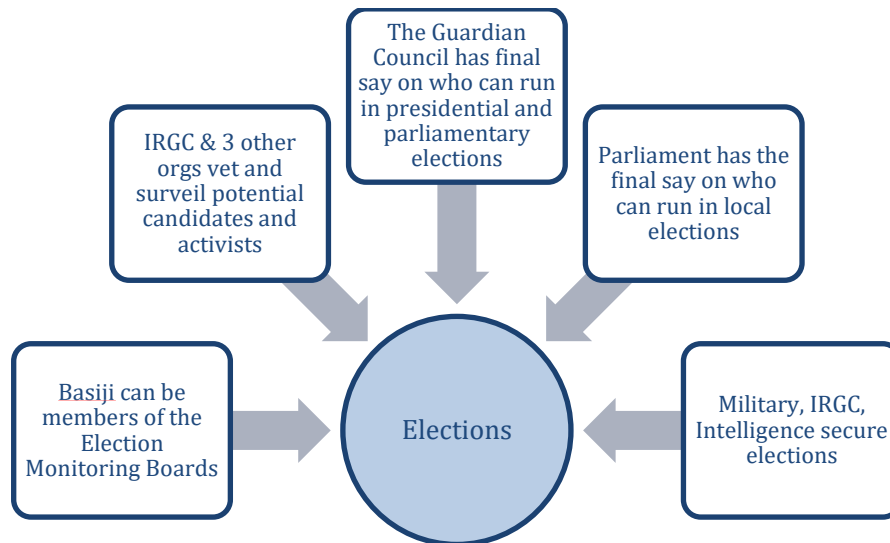 The Guardian
Council has final
say on who can run
in presidential and
parliamentary
elections
IRGC & 3 other
orgs vet and
surveil potential
candidates and
activists
Parliament has the
final say on who
can run in local
elections
Basiji can be
members of the
Election
Monitoring Boards
Elections
Military, IRGC,
Intelligence secure
elections